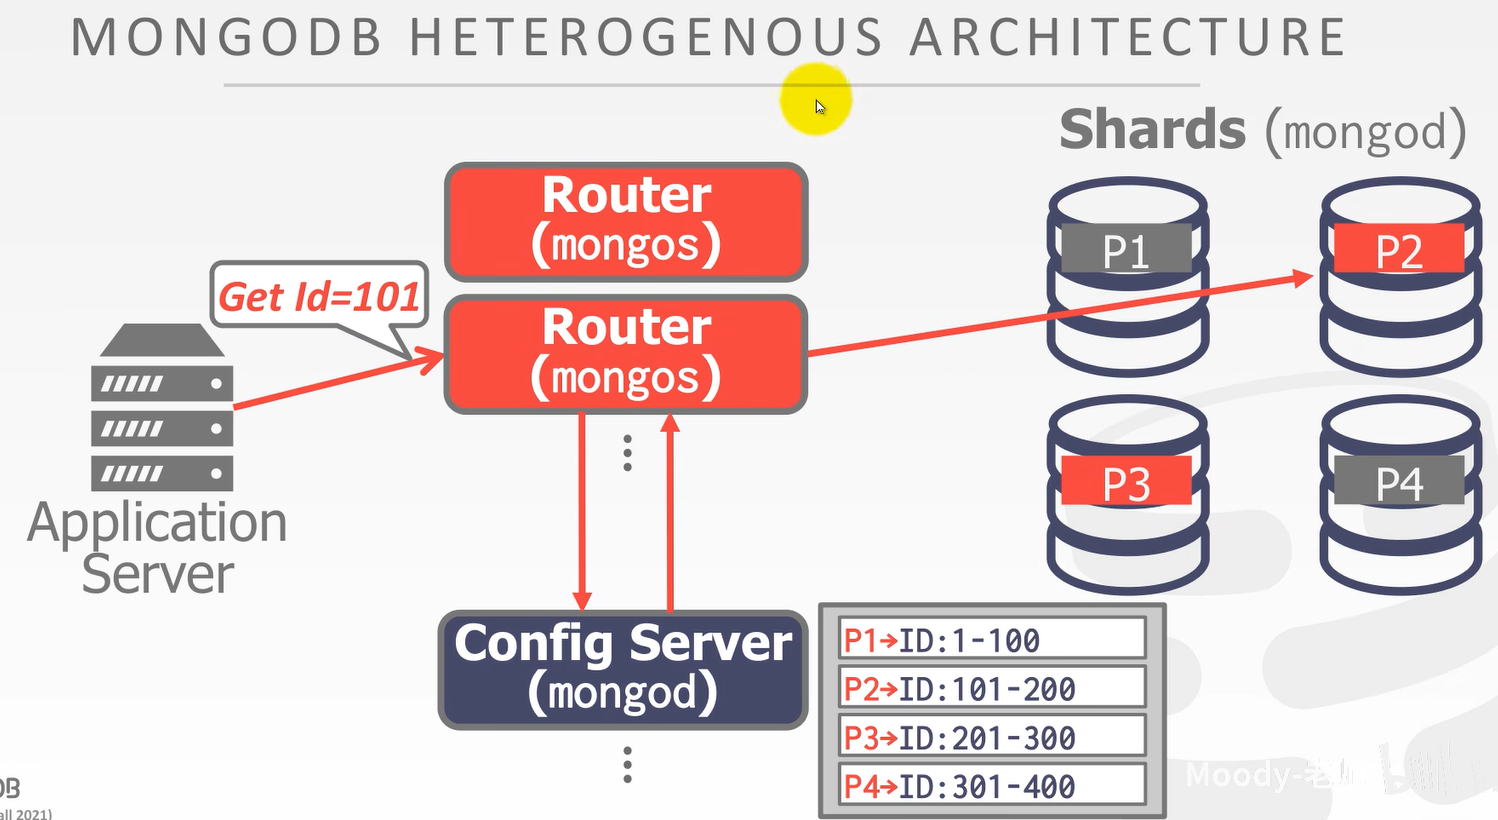 MONGODB HETEROGENOUS ARCHITECTURE
Shards (mongod)
Router
(mongos)
Get Id=101
Router
(mongos)
P1
P2
P3
P4
Application
Server
Config Server
(mongod)
P1→ID:1-100
P2→ID:101-200
P3→ID:201-300
P4→ID:301-400
Moody-老师
DB
all 2021)